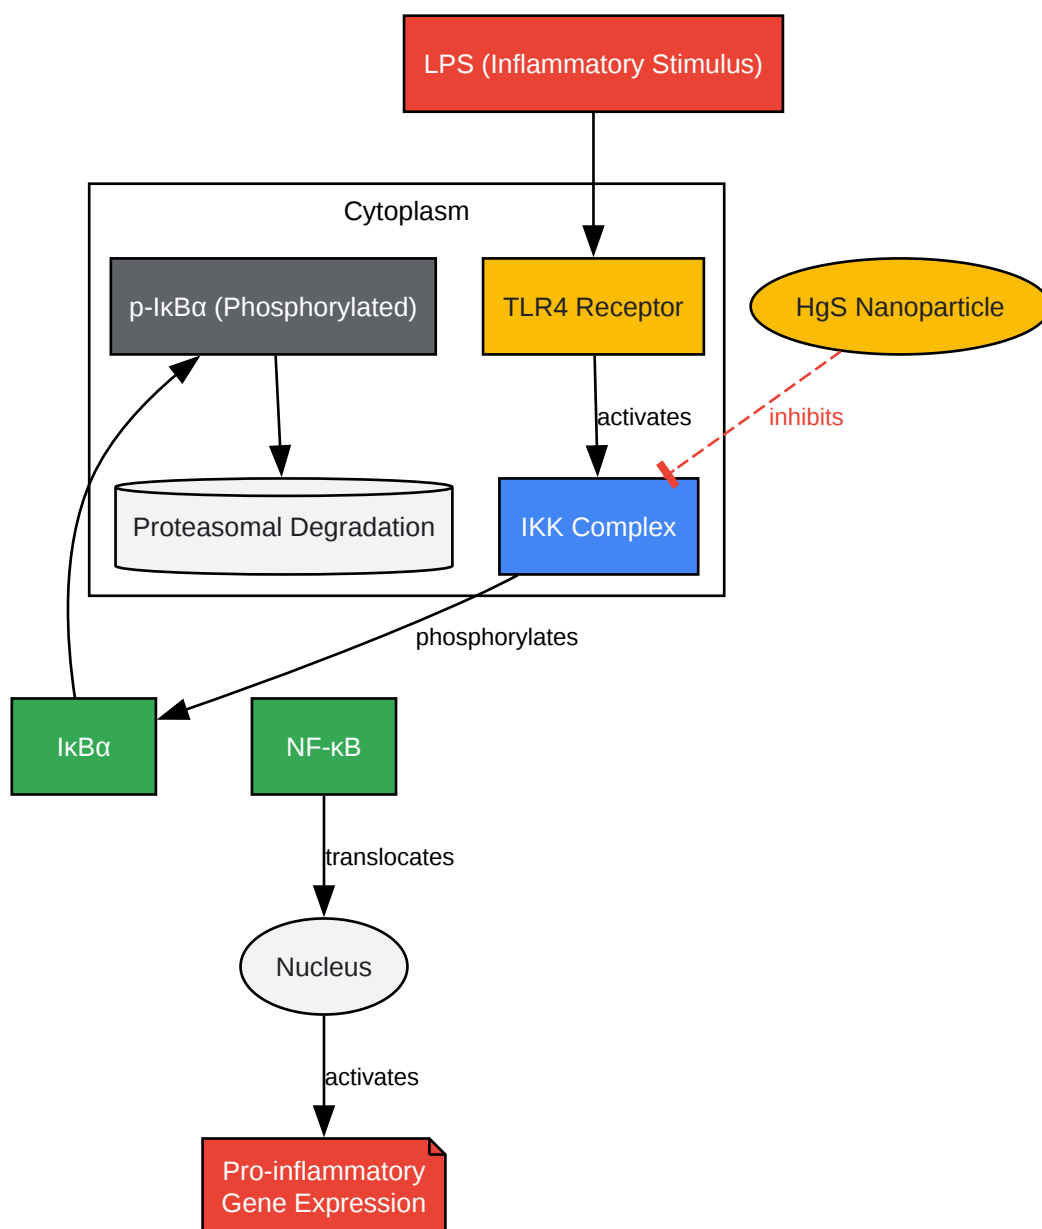 LPS (Inflammatory Stimulus)
Cytoplasm
p-IκBα (Phosphorylated)
TLR4 Receptor
HgS Nanoparticle
activates
inhibits
Proteasomal Degradation
IKK Complex
phosphorylates
IκBα
NF-κB
translocates
Nucleus
activates
Pro-inflammatory
Gene Expression